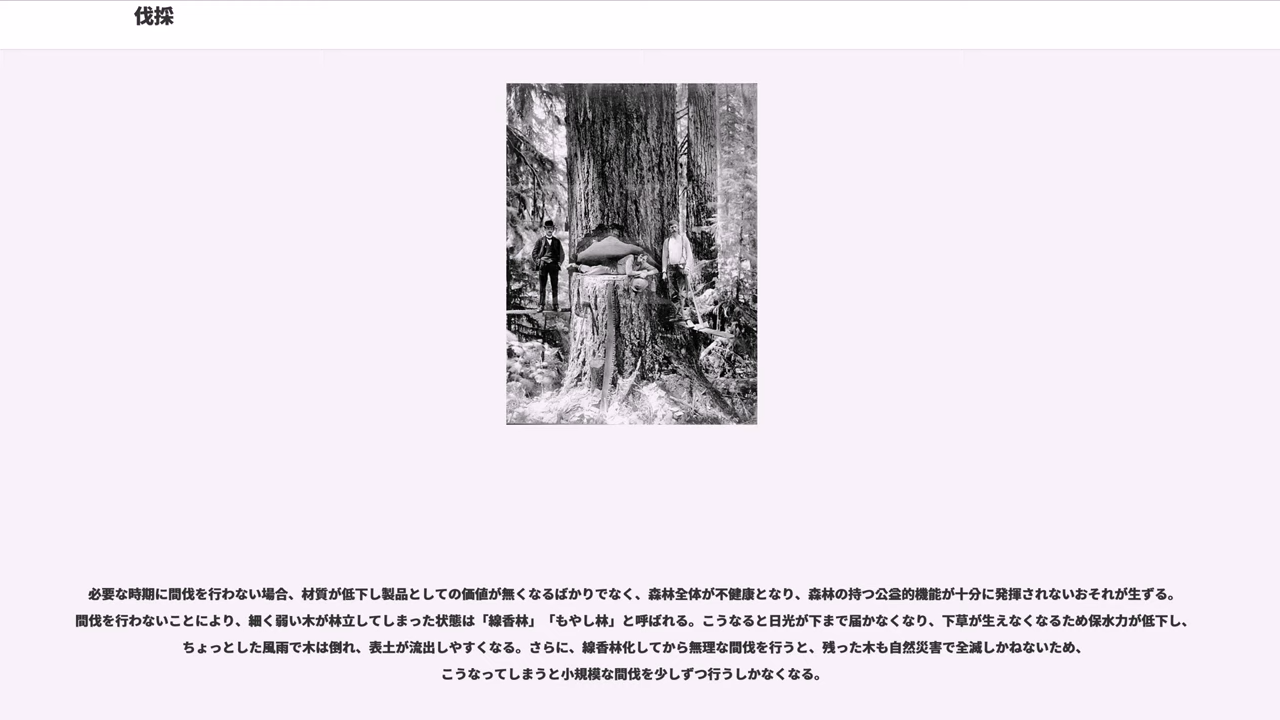 伐採
必要な時期に間伐を行わない場合、材質が低下し製品としての価値が無くなるばかりでなく、森林全体が不健康となり、森林の持つ公益的機能が十分に発揮されないおそれが生ずる。
間伐を行わないことにより、細く弱い木が林立してしまった状態は「線香林」「もやし林」と呼ばれる。こうなると日光が下まで届かなくなり、下草が生えなくなるため保水力が低下し、
ちょっとした風雨で木は倒れ、表土が流出しやすくなる。さらに、線香林化してから無理な間伐を行うと、残った木も自然災害で全滅しかねないため、
こうなってしまうと小規模な間伐を少しずつ行うしかなくなる。